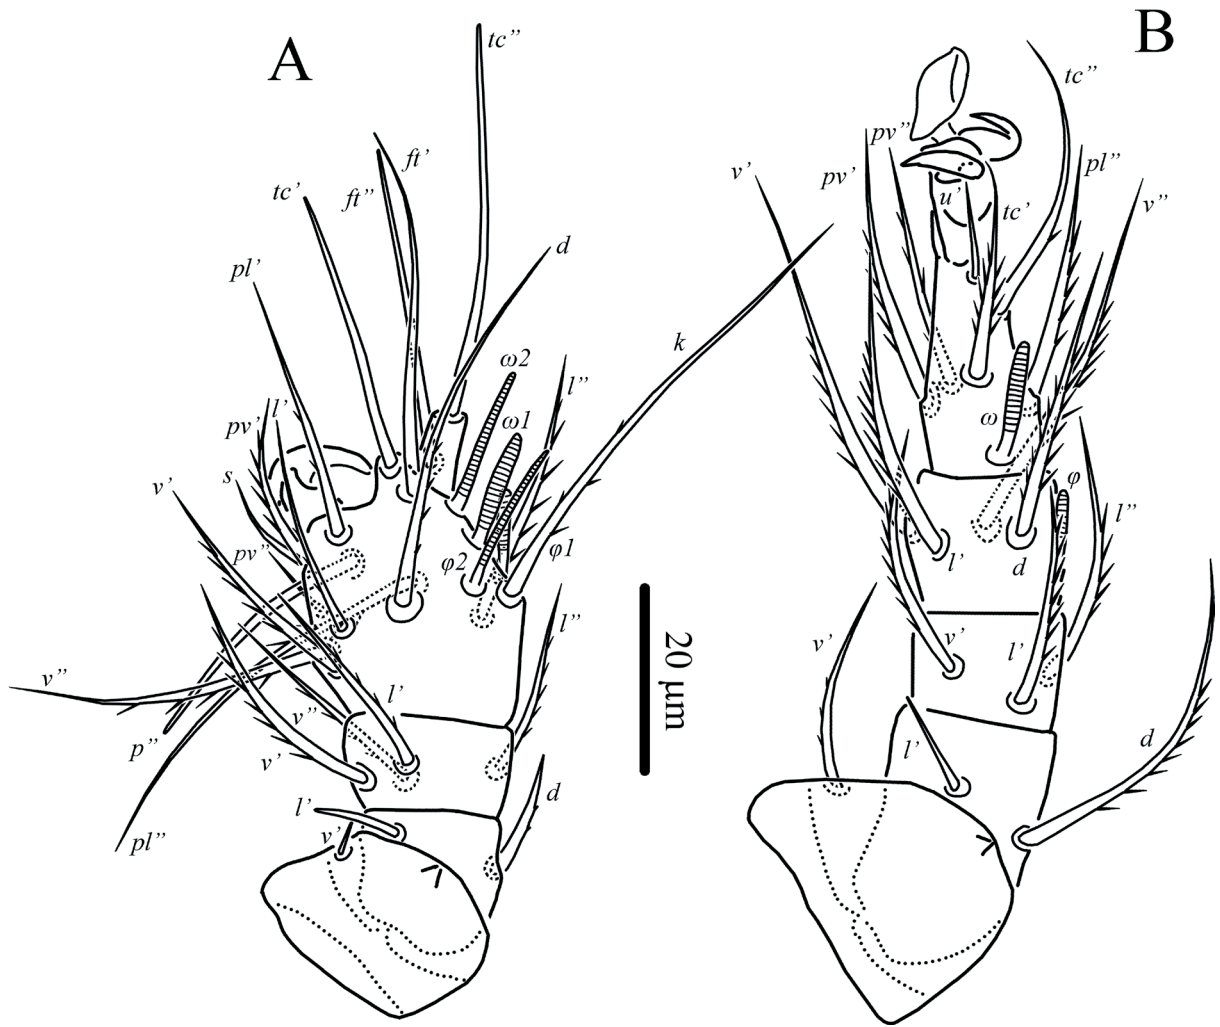 A
tc”
ft’
ft”
tc’
d
pl’
k
ω2
l”
ω1
l’
pv’
s
v’
pv”
φ2
φ1
l”
v”
l’
v”
p”
v’
d
l’
v’
pl”
20 µm
B
tc”
pv”
v’
pv’
pl”
u’
tc’
v”
ω
φ
l”
l’
d
v’
l’
v’
l’
d